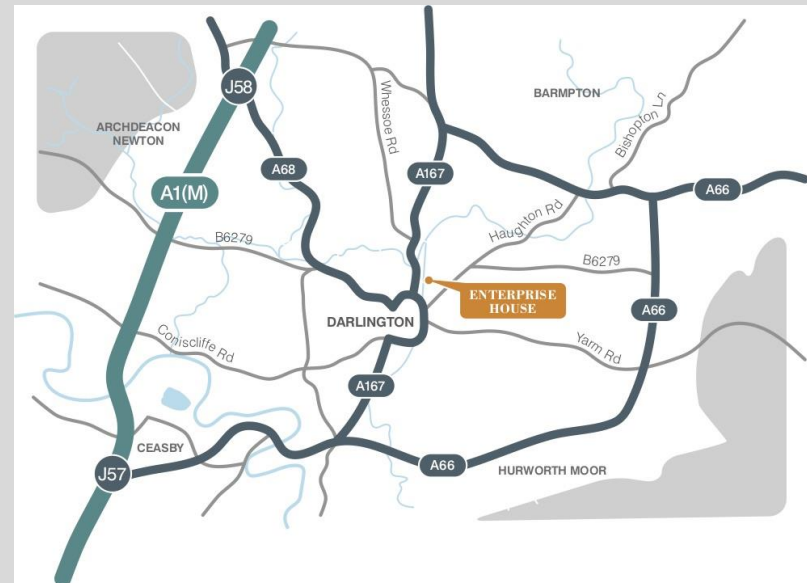 J58
BARMPTON
Bishopton Ln
Whessoe Rd
ARCHDEACON
NEWTON
A68
A167
A1(M)
A66
Haughton Rd
B6279
B6279
ENTERPRISE
HOUSE
A66
DARLINGTON
Coniscliffe Rd
Yarm Rd
A167
CEASBY
A66
HURWORTH MOOR
J57